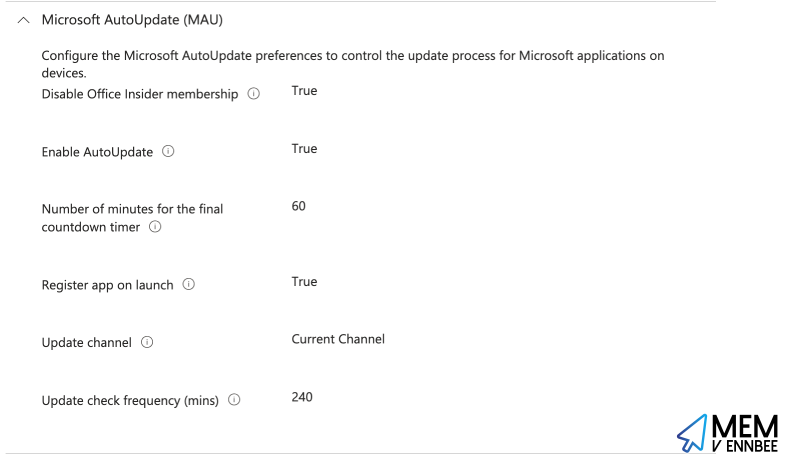 Microsoft AutoUpdate (MAU)
Configure the Microsoft AutoUpdate preferences to control the update process for Microsoft applications on
devices.
Disable Office Insider membership True
Enable AutoUpdate True
Number of minutes for the final 60
countdown timer
Register app on launch True
Update channel Current Channel
Update check frequency (mins) 240
MEM
V ENNBEE